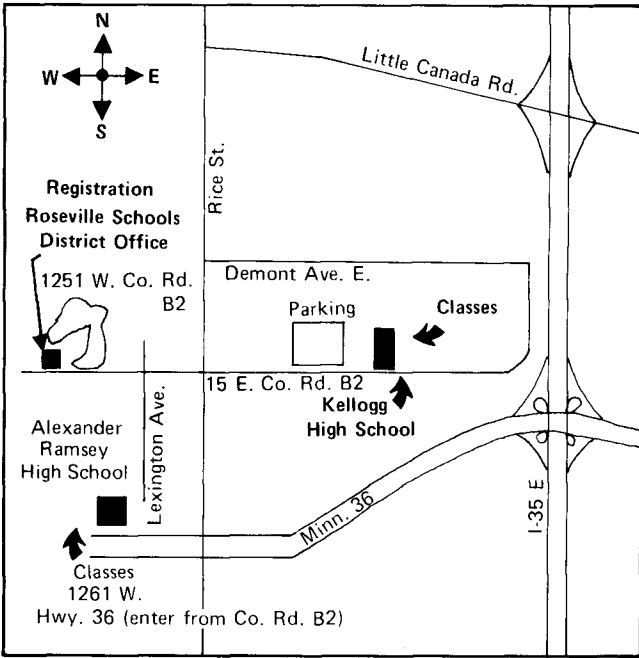 N
W E
S
Little Canada Rd.
Rice St.
Registration
Roseville Schools
District Office
1251 W. Co. Rd.
B2
Demont Ave. E.
Parking
Classes
15 E. Co. Rd. B2
Kellogg
High School
Lexington Ave.
Alexander
Ramsey
High School
Minn. 36
I-35 E
Classes
1261 W.
Hwy. 36 (enter from Co. Rd. B2)